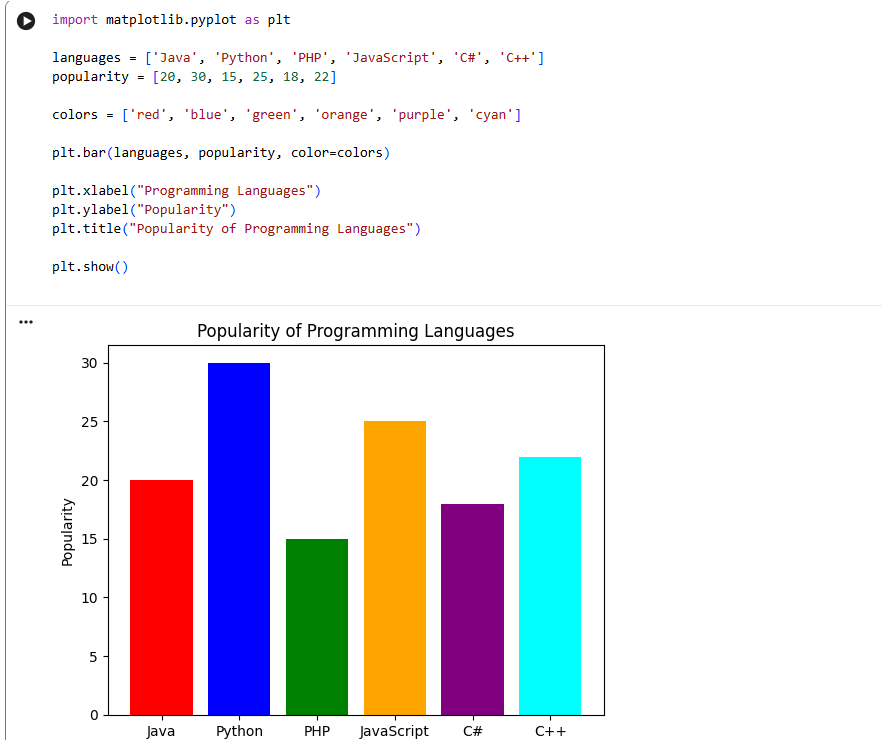 import matplotlib.pyplot as plt
languages = ['Java', 'Python', 'PHP', 'JavaScript', 'C#', 'C++']
popularity = [20, 30, 15, 25, 18, 22]
colors = ['red', 'blue', 'green', 'orange', 'purple', 'cyan']
plt.bar(languages, popularity, color=colors)
plt.xlabel("Programming Languages")
plt.ylabel("Popularity")
plt.title("Popularity of Programming Languages")
plt.show()
Popularity of Programming Languages
Popularity
30
25
20
15
10
5
0
Java Python PHP JavaScript C# C++